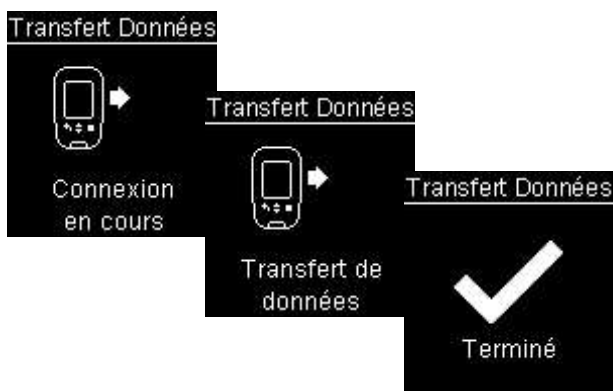 Transfert Données
Connexion
en cours
Transfert Données
Transfert de
données
Transfert Données
Terminé